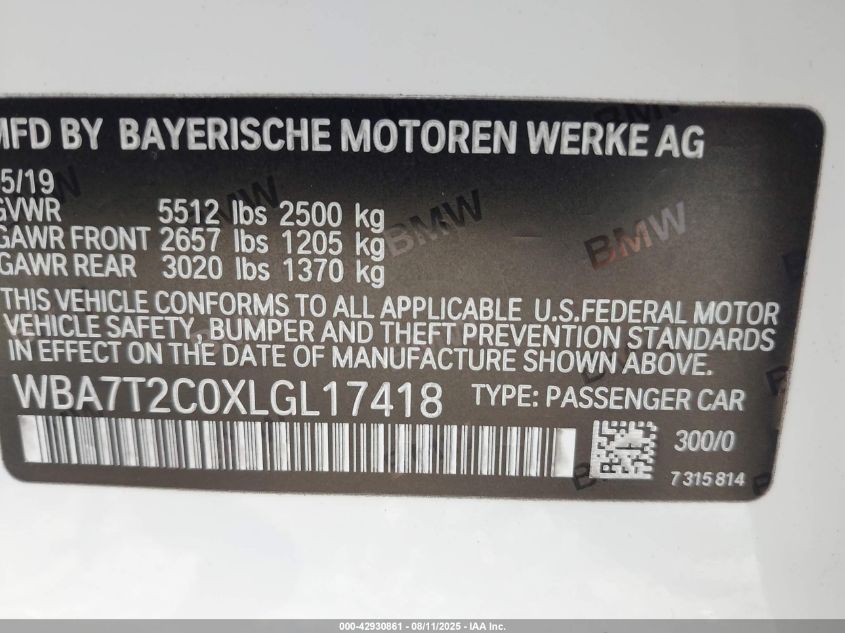 MFD BY BAYERISCHE MOTOREN WERKE AG
5/19
GVWR 5512 lbs 2500 kg
GAWR FRONT 2657 lbs 1205 kg
GAWR REAR 3020 lbs 1370 kg
THIS VEHICLE CONFORMS TO ALL APPLICABLE U.S.FEDERAL MOTOR
VEHICLE SAFETY, BUMPER AND THEFT PREVENTION STANDARDS
IN EFFECT ON THE DATE OF MANUFACTURE SHOWN ABOVE.
WBA7T2C0XLGL17418 TYPE: PASSENGER CAR
300/0
7 315 814
BMW
BMW
BMW
BMW
BMW
000-42930861 - 08/11/2025 - IAA Inc.